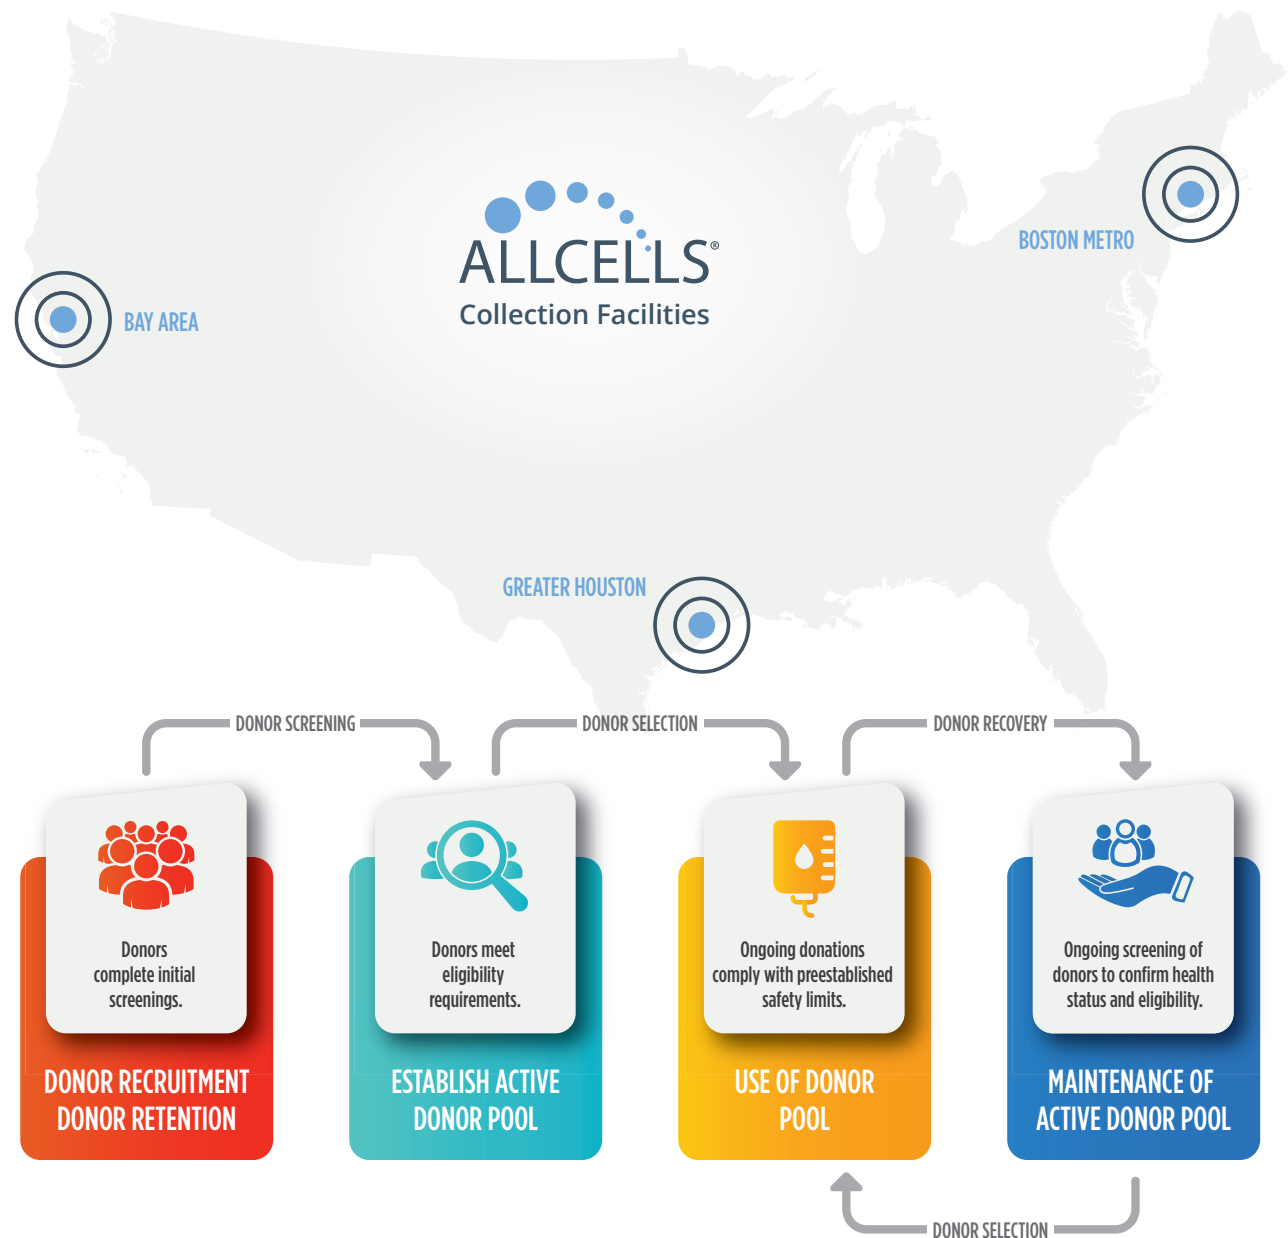 ALLCELLS®
Collection Facilities
BOSTON METRO
BAY AREA
GREATER HOUSTON
DONOR SCREENING
DONOR SELECTION
DONOR RECOVERY
Donors
complete initial
screenings.
DONOR RECRUITMENT
DONOR RETENTION
Donors meet
eligibility
requirements.
ESTABLISH ACTIVE
DONOR POOL
Ongoing donations
comply with preestablished
safety limits.
USE OF DONOR
POOL
Ongoing screening of
donors to confirm health
status and eligibility.
MAINTENANCE OF
ACTIVE DONOR POOL
DONOR SELECTION